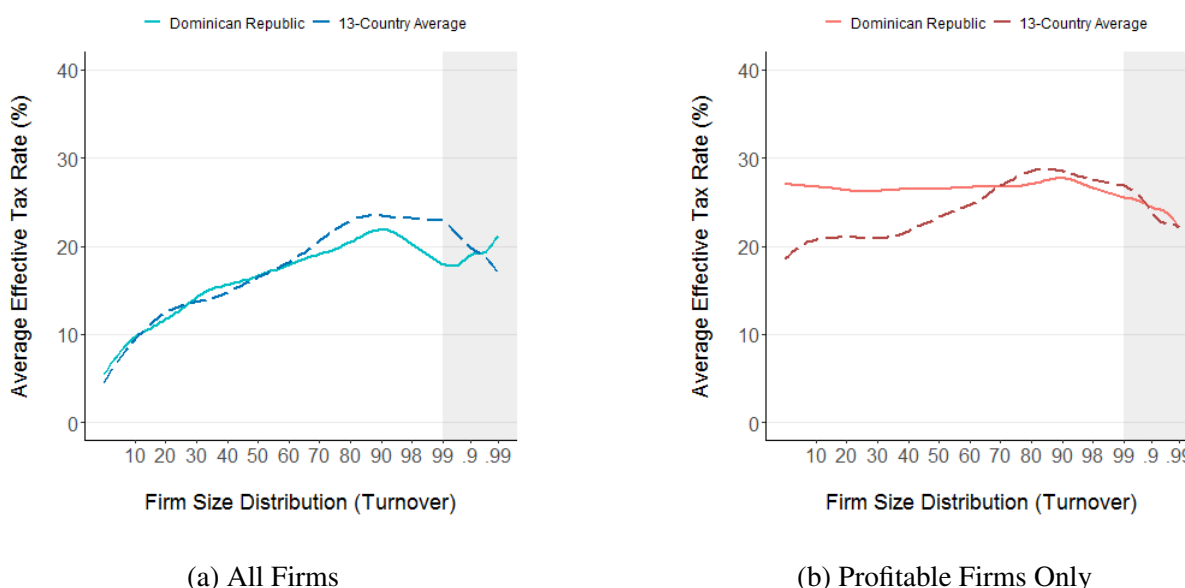 Dominican Republic 13-Country Average
Average Effective Tax Rate (%)
40
30
20
10
0
10 20 30 40 50 60 70 80 90 98 99 .9 .99
Firm Size Distribution (Turnover)
(a) All Firms
Dominican Republic 13-Country Average
Average Effective Tax Rate (%)
40
30
20
10
0
10 20 30 40 50 60 70 80 90 98 99 .9 .99
Firm Size Distribution (Turnover)
(b) Profitable Firms Only